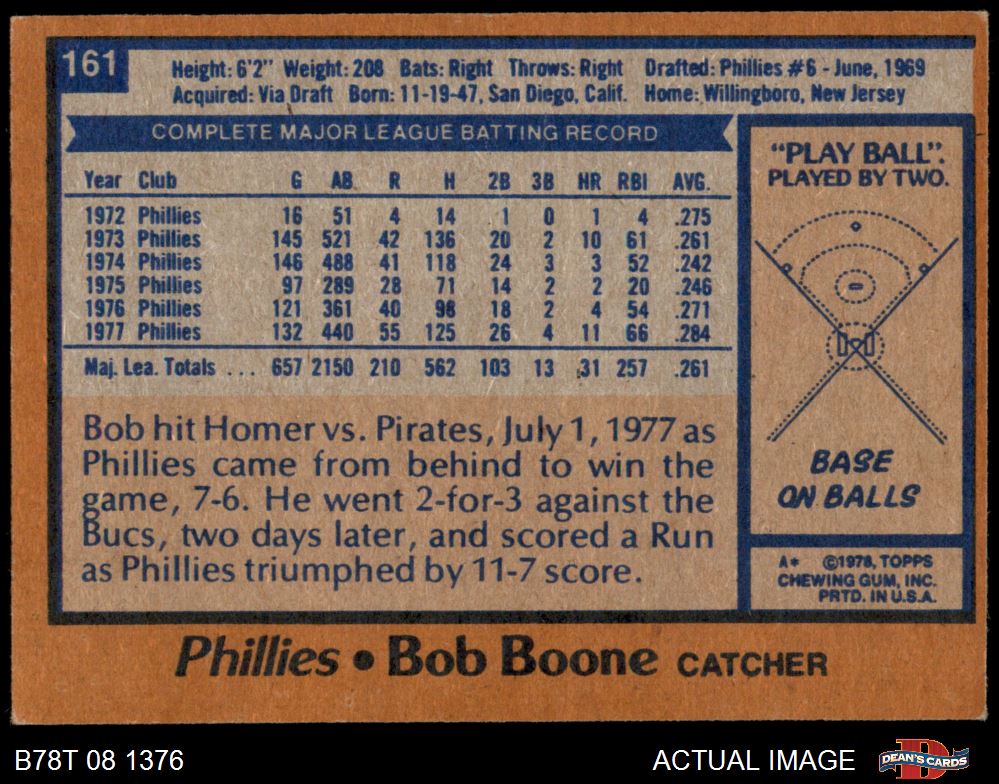 161
Height: 6'2" Weight: 208 Bats: Right Throws: Right Drafted: Phillies #6 - June, 1969
Acquired: Via Draft Born: 11-19-47, San Diego, Calif. Home: Willingboro, New Jersey
COMPLETE MAJOR LEAGUE BATTING RECORD
Year Club G AB R H 2B 3B HR RBI AVG.
1972 Phillies 16 51 4 14 1 0 1 4 .275
1973 Phillies 145 521 42 136 20 2 10 61 .261
1974 Phillies 146 488 41 118 24 3 3 52 .242
1975 Phillies 97 289 28 71 14 2 2 20 .246
1976 Phillies 121 361 40 98 18 2 4 54 .271
1977 Phillies 132 440 55 125 26 4 11 66 .284
Maj. Lea. Totals ... 657 2150 210 562 103 13 31 257 .261
Bob hit Homer vs. Pirates, July 1, 1977 as
Phillies came from behind to win the
game, 7-6. He went 2-for-3 against the
Bucs, two days later, and scored a Run
as Phillies triumphed by 11-7 score.
"PLAY BALL".
PLAYED BY TWO.
BASE
ON BALLS
A* ©1978, TOPPS
CHEWING GUM, INC.
PRTD. IN U.S.A.
Phillies • Bob Boone CATCHER
B78T 08 1376
ACTUAL IMAGE
DEAN'S CARDS